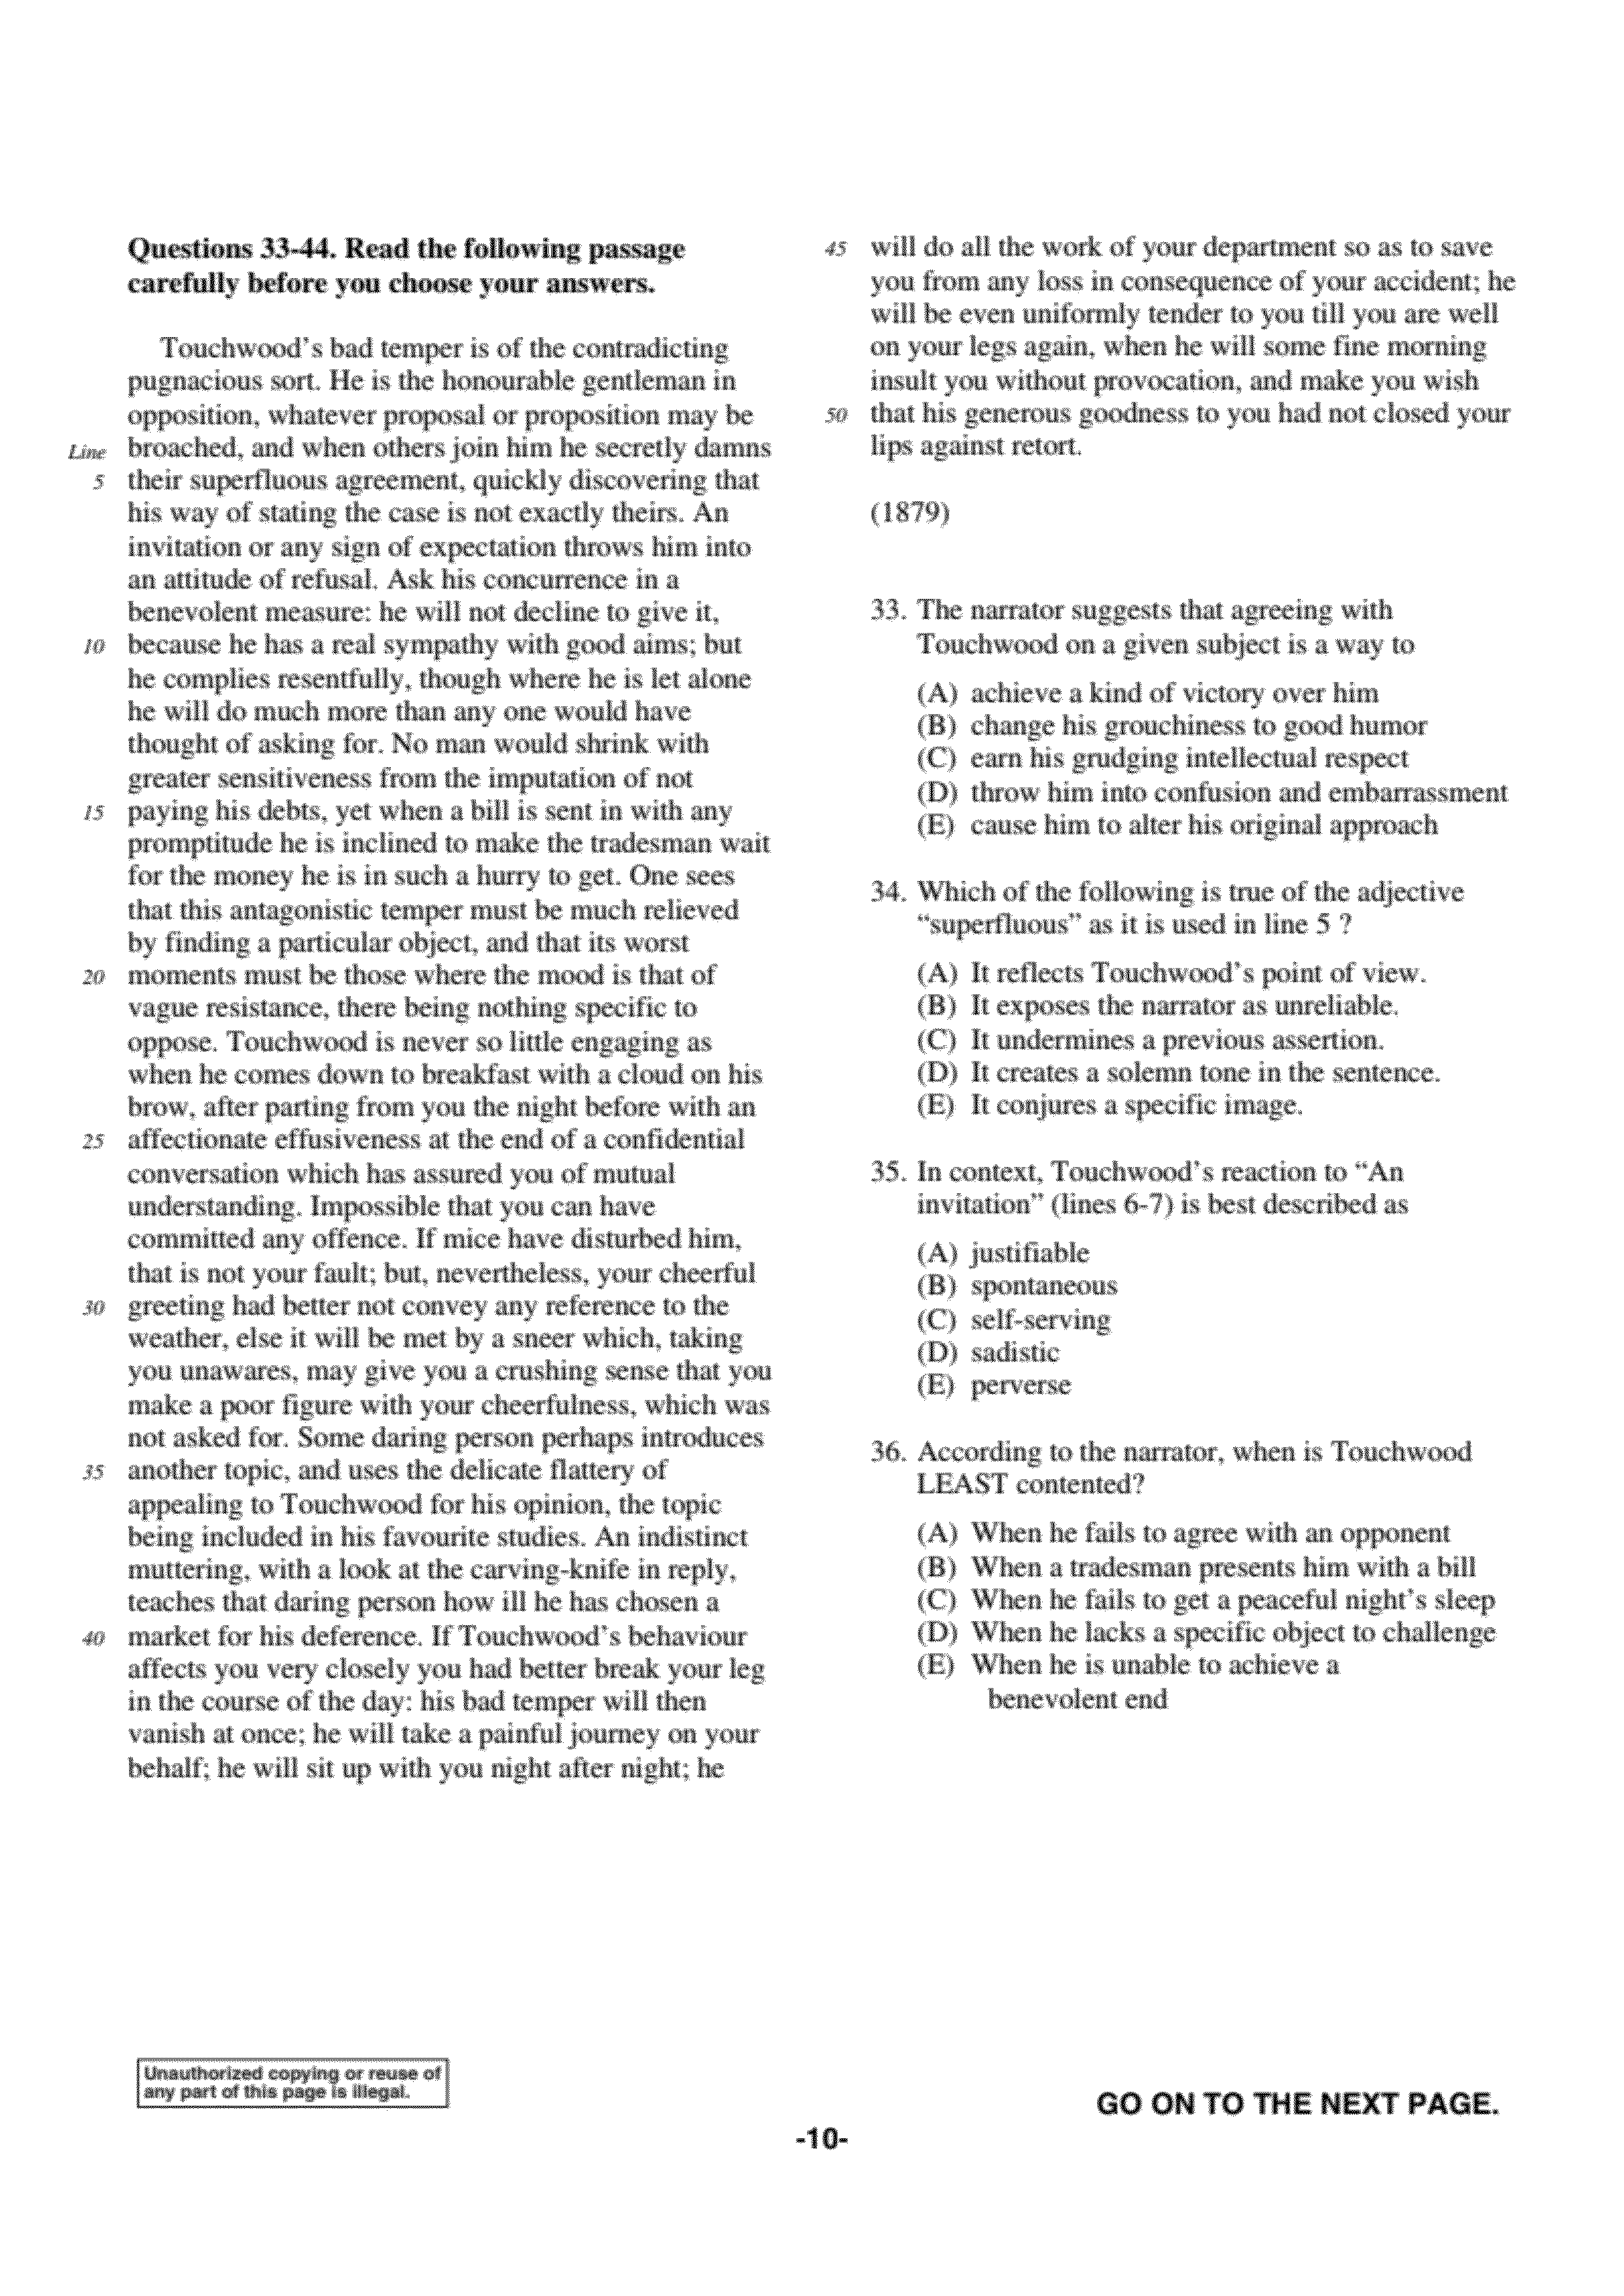 Questions 33-44. Read the following passage
carefully before you choose your answers.
Touchwood's bad temper is of the contradicting
pugnacious sort. He is the honourable gentleman in
opposition, whatever proposal or proposition may be
Line broached, and when others join him he secretly damns
5 their superfluous agreement, quickly discovering that
his way of stating the case is not exactly theirs. An
invitation or any sign of expectation throws him into
an attitude of refusal. Ask his concurrence in a
benevolent measure: he will not decline to give it,
10 because he has a real sympathy with good aims; but
he complies resentfully, though where he is let alone
he will do much more than any one would have
thought of asking for. No man would shrink with
greater sensitiveness from the imputation of not
15 paying his debts, yet when a bill is sent in with any
promptitude he is inclined to make the tradesman wait
for the money he is in such a hurry to get. One sees
that this antagonistic temper must be much relieved
by finding a particular object, and that its worst
20 moments must be those where the mood is that of
vague resistance, there being nothing specific to
oppose. Touchwood is never so little engaging as
when he comes down to breakfast with a cloud on his
brow, after parting from you the night before with an
25 affectionate effusiveness at the end of a confidential
conversation which has assured you of mutual
understanding. Impossible that you can have
committed any offence. If mice have disturbed him,
that is not your fault; but, nevertheless, your cheerful
30 greeting had better not convey any reference to the
weather, else it will be met by a sneer which, taking
you unawares, may give you a crushing sense that you
make a poor figure with your cheerfulness, which was
not asked for. Some daring person perhaps introduces
35 another topic, and uses the delicate flattery of
appealing to Touchwood for his opinion, the topic
being included in his favourite studies. An indistinct
muttering, with a look at the carving-knife in reply,
teaches that daring person how ill he has chosen a
40 market for his deference. If Touchwood's behaviour
affects you very closely you had better break your leg
in the course of the day: his bad temper will then
vanish at once; he will take a painful journey on your
behalf; he will sit up with you night after night; he
45 will do all the work of your department so as to save
you from any loss in consequence of your accident; he
will be even uniformly tender to you till you are well
on your legs again, when he will some fine morning
insult you without provocation, and make you wish
50 that his generous goodness to you had not closed your
lips against retort.
(1879)
33. The narrator suggests that agreeing with
Touchwood on a given subject is a way to
(A) achieve a kind of victory over him
(B) change his grouchiness to good humor
(C) earn his grudging intellectual respect
(D) throw him into confusion and embarrassment
(E) cause him to alter his original approach
34. Which of the following is true of the adjective
“superfluous” as it is used in line 5 ?
(A) It reflects Touchwood's point of view.
(B) It exposes the narrator as unreliable.
(C) It undermines a previous assertion.
(D) It creates a solemn tone in the sentence.
(E) It conjures a specific image.
35. In context, Touchwood's reaction to “An
invitation” (lines 6-7) is best described as
(A) justifiable
(B) spontaneous
(C) self-serving
(D) sadistic
(E) perverse
36. According to the narrator, when is Touchwood
LEAST contented?
(A) When he fails to agree with an opponent
(B) When a tradesman presents him with a bill
(C) When he fails to get a peaceful night's sleep
(D) When he lacks a specific object to challenge
(E) When he is unable to achieve a
benevolent end
Unauthorized copying or reuse of
any part of this page is illegal.
GO ON TO THE NEXT PAGE.
-10-